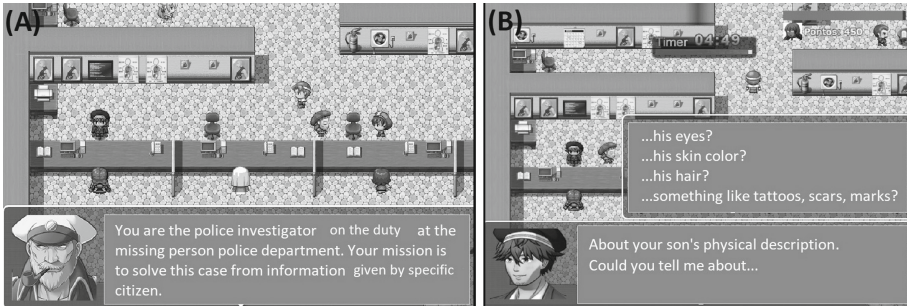 (A)
You are the police investigator on the duty at the
missing person police department. Your mission is
to solve this case from information given by specific
citizen.
(B)
Timer 04:49
Pontos +450
...his eyes?
...his skin color?
...his hair?
...something like tattoos, scars, marks?
About your son's physical description.
Could you tell me about...